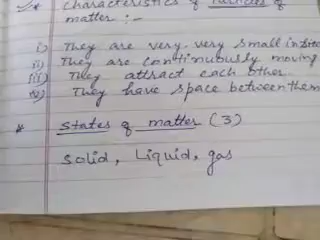 * Characteristics of Particles of
matter :-
i) They are very very small in size
ii) They are continuously moving
iii) They attract each other
iv) They have space between them
* States of matter (3)
Solid, Liquid, gas